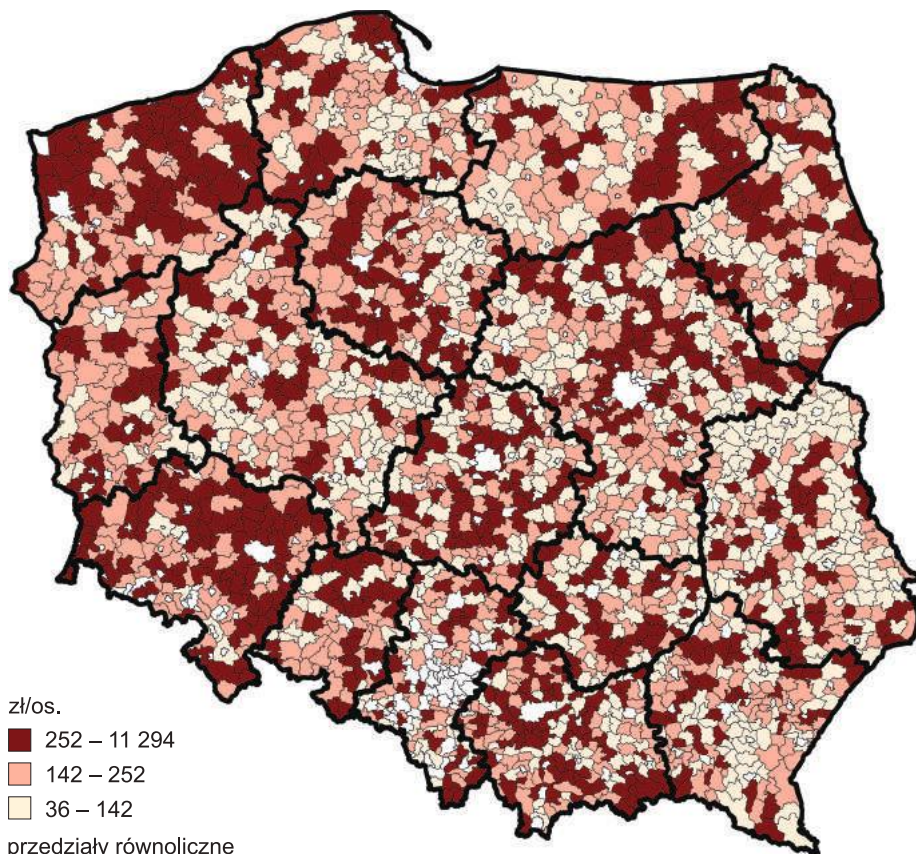 zł/os.
252 – 11 294
142 – 252
36 – 142
przedziały równoliczne